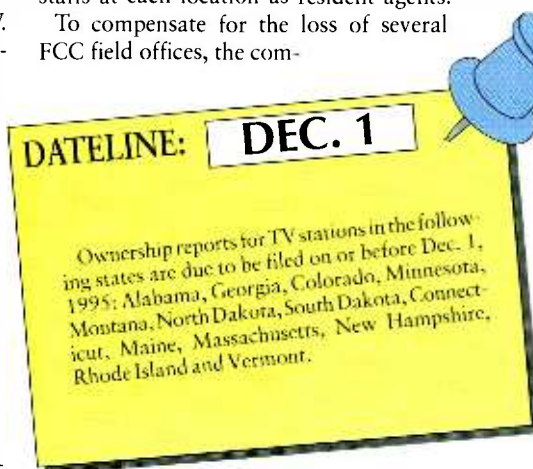 staffs at each location as resident agents.
To compensate for the loss of several
FCC field offices, the com-
DATELINE: DEC. 1
Ownership reports for TV stations in the follow-
ing states are due to be filed on or before Dec. 1,
1995: Alabama, Georgia, Colorado, Minnesota,
Montana, North Dakota, South Dakota, Connect-
icut, Maine, Massachusetts, New Hampshire,
Rhode Island and Vermont.